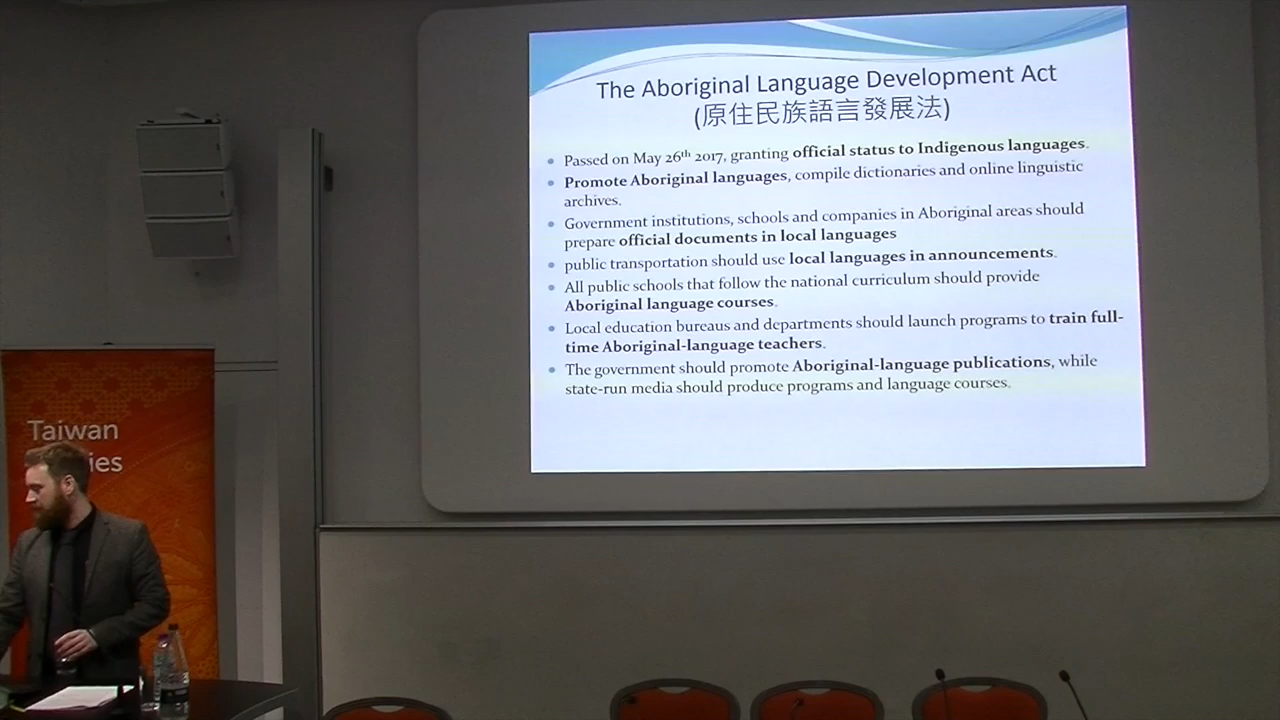 The Aboriginal Language Development Act
(原住民族語言發展法)
Passed on May 26th 2017, granting official status to Indigenous languages.
Promote Aboriginal languages, compile dictionaries and online linguistic
archives.
Government institutions, schools and companies in Aboriginal areas should
prepare official documents in local languages
public transportation should use local languages in announcements.
All public schools that follow the national curriculum should provide
Aboriginal language courses.
Local education bureaus and departments should launch programs to train full-
time Aboriginal-language teachers.
The government should promote Aboriginal-language publications, while
state-run media should produce programs and language courses.
Taiwan
ies